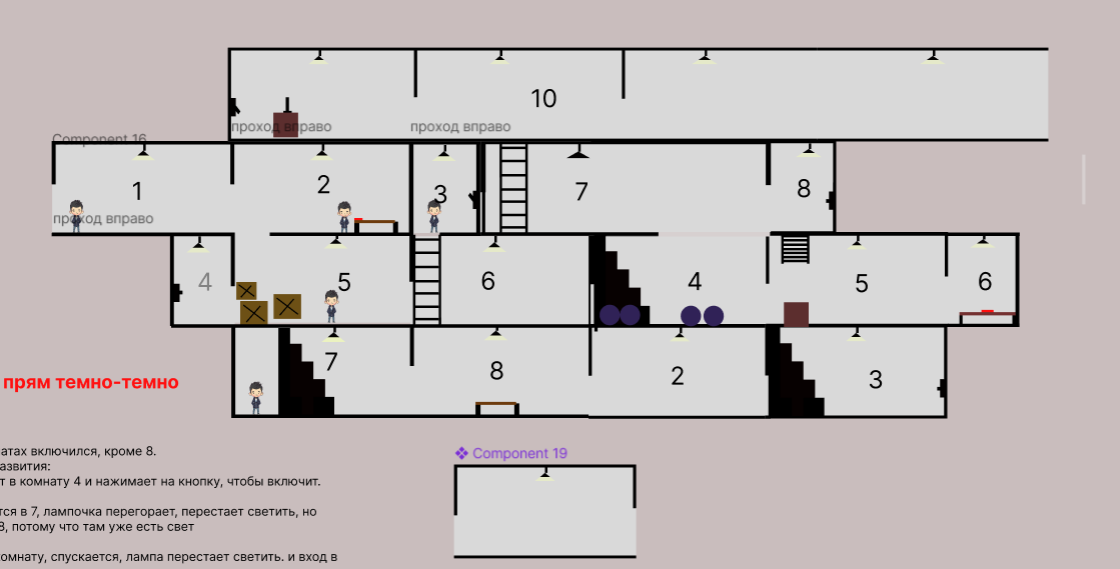 10
проход вправо
проход вправо
Component 16
1
2
3
7
8
проход вправо
4
5
6
4
5
6
7
8
2
3
прям темно-темно
атах включился, кроме 8.
азвития:
т в комнату 4 и нажимает на кнопку, чтобы включит.
тся в 7, лампочка перегорает, перестает светить, но
8, потому что там уже есть свет
омнату, спускается, лампа перестает светить. и вход в
Component 19